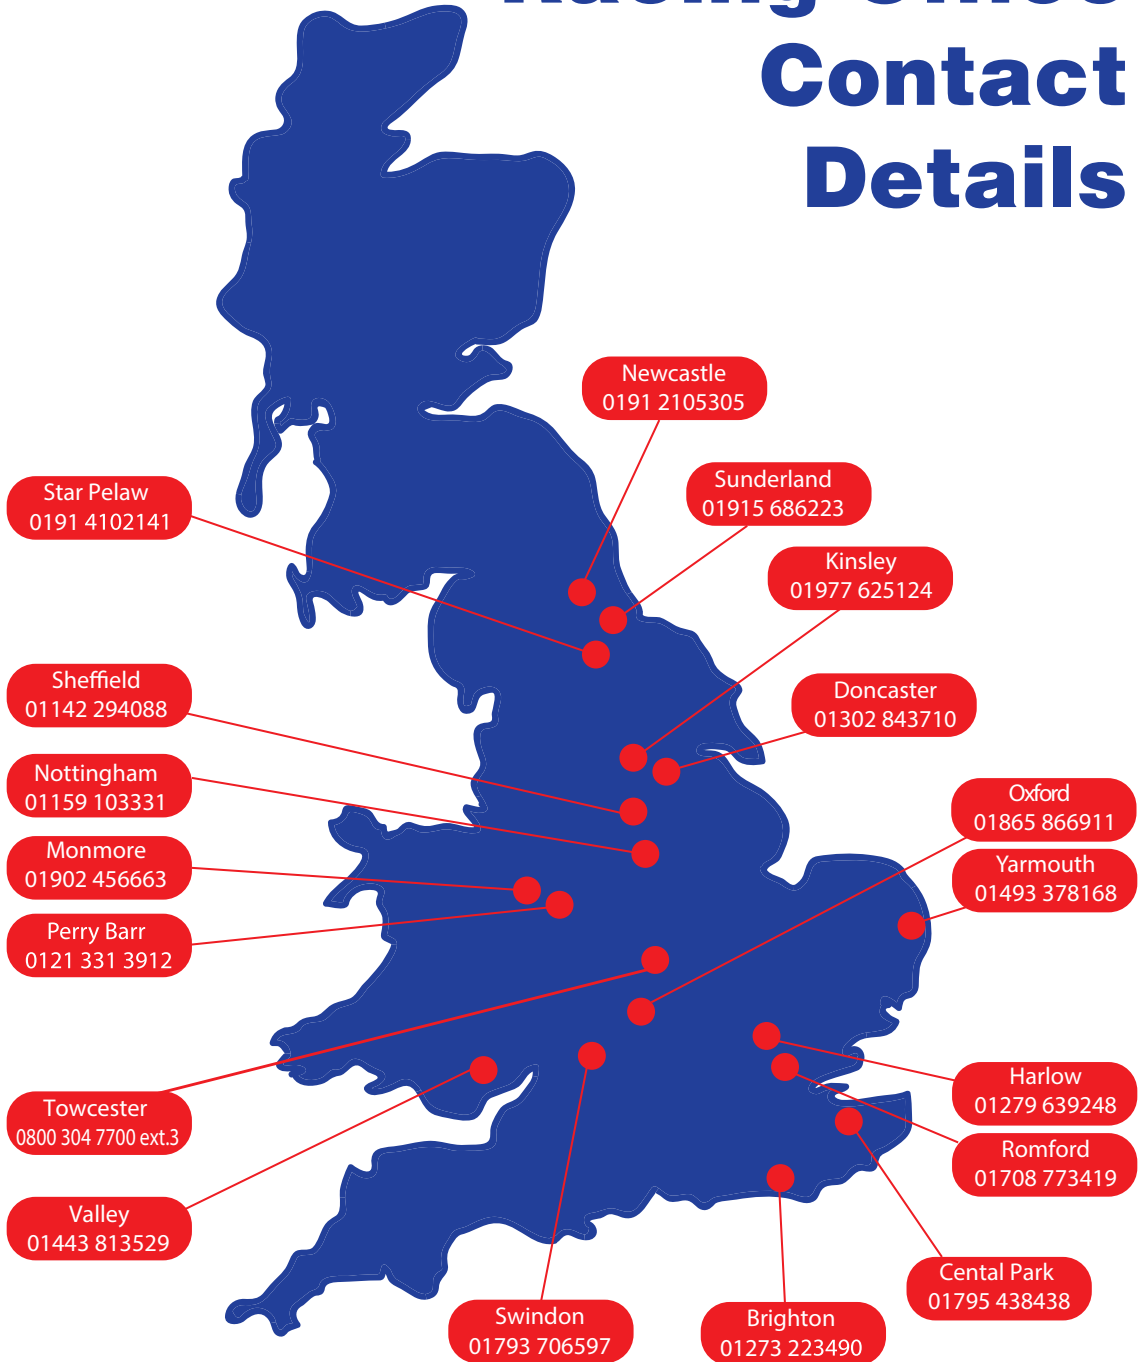 Racing Office
Contact
Details
Newcastle
0191 2105305
Sunderland
01915 686223
Star Pelaw
0191 4102141
Kinsley
01977 625124
Sheffield
01142 294088
Doncaster
01302 843710
Nottingham
01159 103331
Oxford
01865 866911
Monmore
01902 456663
Yarmouth
01493 378168
Perry Barr
0121 331 3912
Towcester
0800 304 7700 ext.3
Harlow
01279 639248
Romford
01708 773419
Valley
01443 813529
Cental Park
01795 438438
Swindon
01793 706597
Brighton
01273 223490